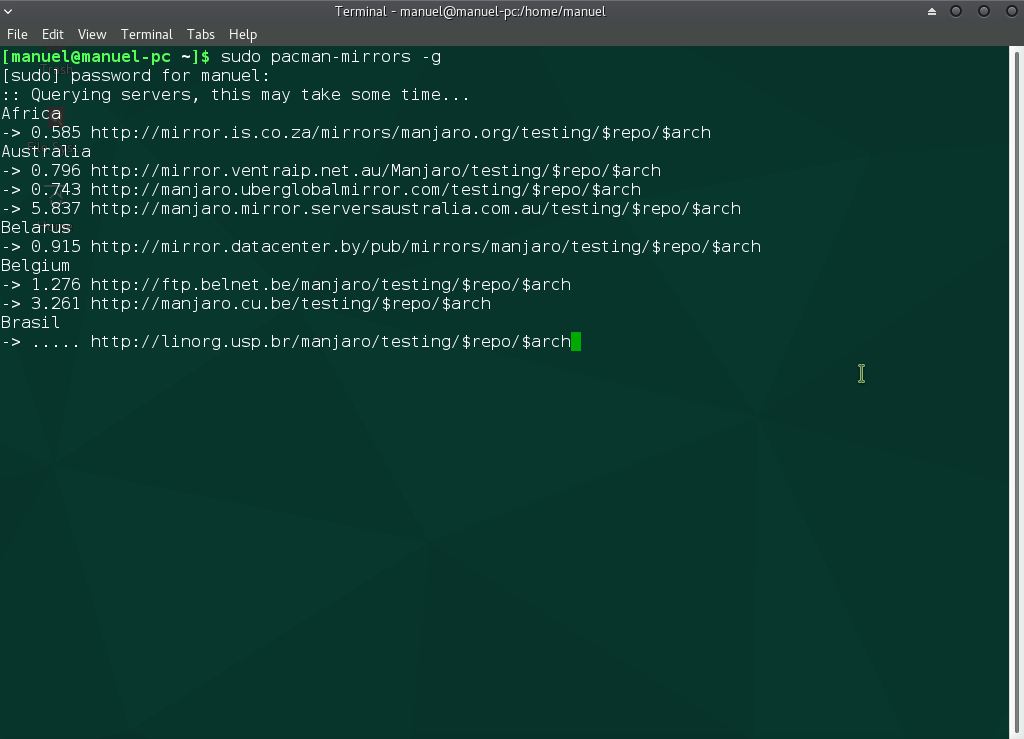 Terminal - manuel@manuel-pc:/home/manuel
File Edit View Terminal Tabs Help
[manuel@manuel-pc ~]$ sudo pacman-mirrors -g
[sudo] password for manuel:
:: Querying servers, this may take some time...
Africa
-> 0.585 http://mirror.is.co.za/mirrors/manjaro.org/testing/$repo/$arch
Australia
-> 0.796 http://mirror.ventraip.net.au/Manjaro/testing/$repo/$arch
-> 0.743 http://manjaro.uberglobalmirror.com/testing/$repo/$arch
-> 5.837 http://manjaro.mirror.serversaustralia.com.au/testing/$repo/$arch
Belarus
-> 0.915 http://mirror.datacenter.by/pub/mirrors/manjaro/testing/$repo/$arch
Belgium
-> 1.276 http://ftp.belnet.be/manjaro/testing/$repo/$arch
-> 3.261 http://manjaro.cu.be/testing/$repo/$arch
Brasil
-> ..... http://linorg.usp.br/manjaro/testing/$repo/$arch